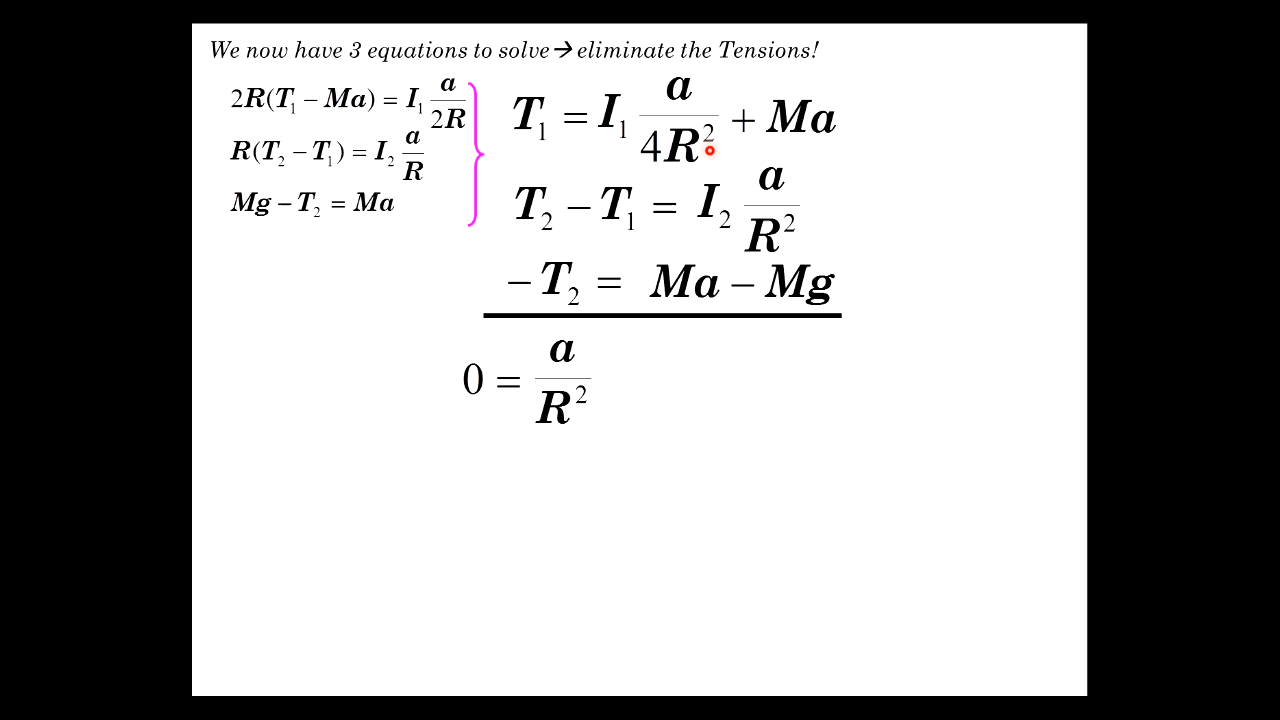 We now have 3 equations to solve → eliminate the Tensions!
2R(T₁ − Ma) = I₁ a/2R
R(T₂ − T₁) = I₂ a/R
Mg − T₂ = Ma
T₁ = I₁ a/4R² + Ma
T₂ − T₁ = I₂ a/R²
− T₂ = Ma − Mg
0 = a/R²